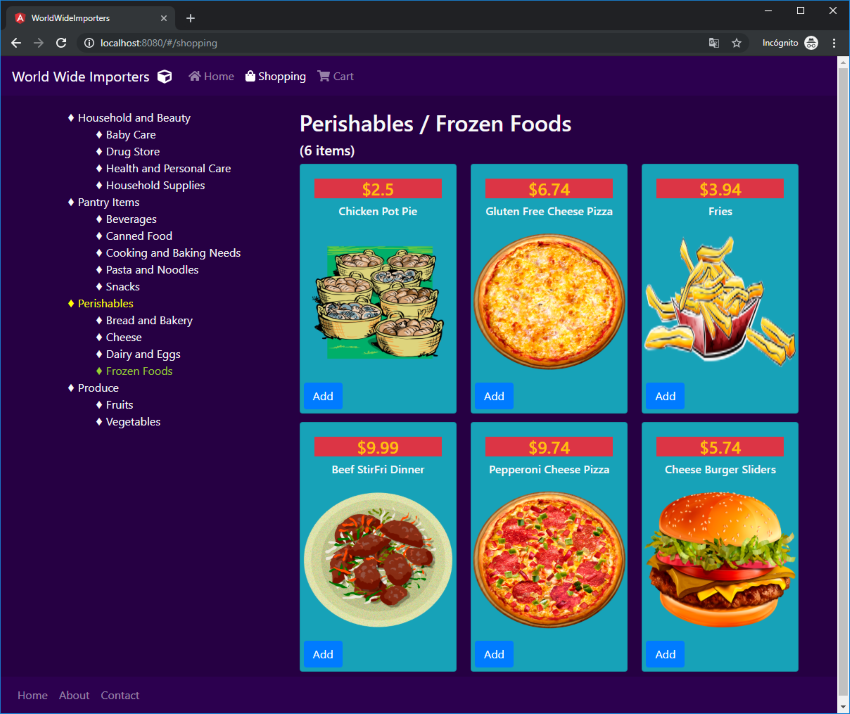 WorldWideImporters
localhost:8080/#/shopping
Incógnito
World Wide Importers Home Shopping Cart
♦ Household and Beauty
♦ Baby Care
♦ Drug Store
♦ Health and Personal Care
♦ Household Supplies
♦ Pantry Items
♦ Beverages
♦ Canned Food
♦ Cooking and Baking Needs
♦ Pasta and Noodles
♦ Snacks
♦ Perishables
♦ Bread and Bakery
♦ Cheese
♦ Dairy and Eggs
♦ Frozen Foods
♦ Produce
♦ Fruits
♦ Vegetables
Perishables / Frozen Foods
(6 items)
$2.5
Chicken Pot Pie
Add
$6.74
Gluten Free Cheese Pizza
Add
$3.94
Fries
Add
$9.99
Beef StirFri Dinner
Add
$9.74
Pepperoni Cheese Pizza
Add
$5.74
Cheese Burger Sliders
Add
Home About Contact